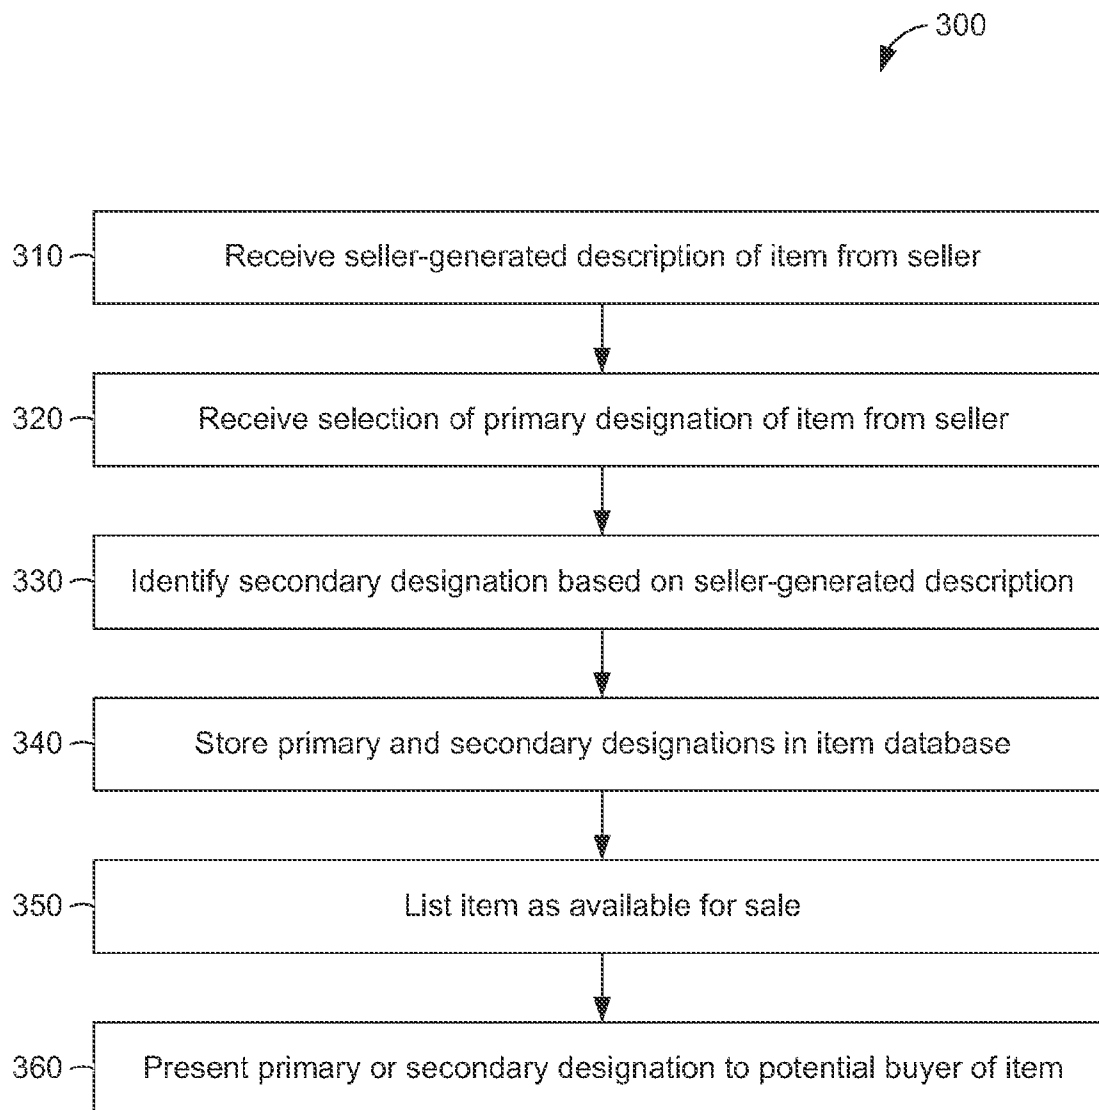 300
310 Receive seller-generated description of item from seller
320 Receive selection of primary designation of item from seller
330 Identify secondary designation based on seller-generated description
340 Store primary and secondary designations in item database
350 List item as available for sale
360 Present primary or secondary designation to potential buyer of item